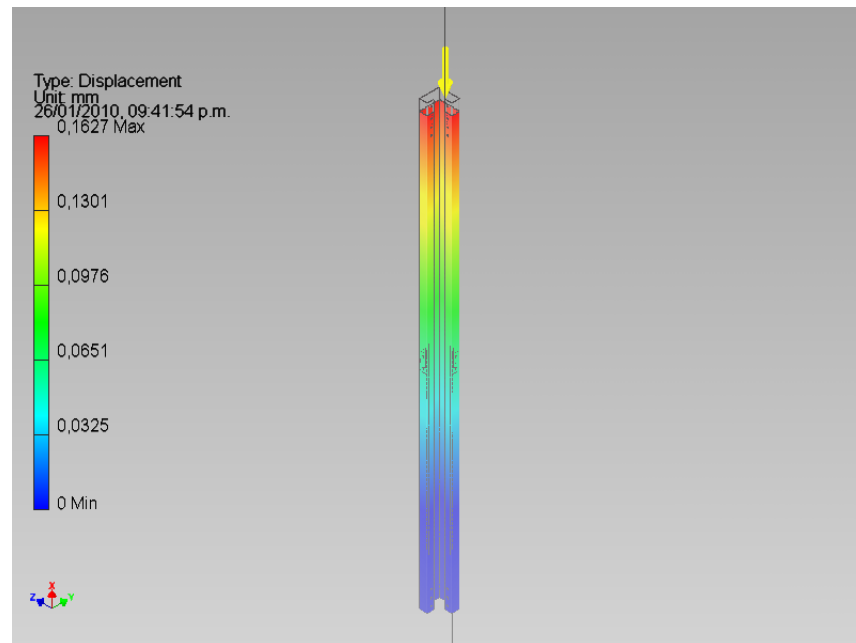 Type: Displacement
Unit: mm
26/01/2010, 09:41:54 p.m.
0,1627 Max
0,1301
0,0976
0,0651
0,0325
0 Min
X
Z
Y